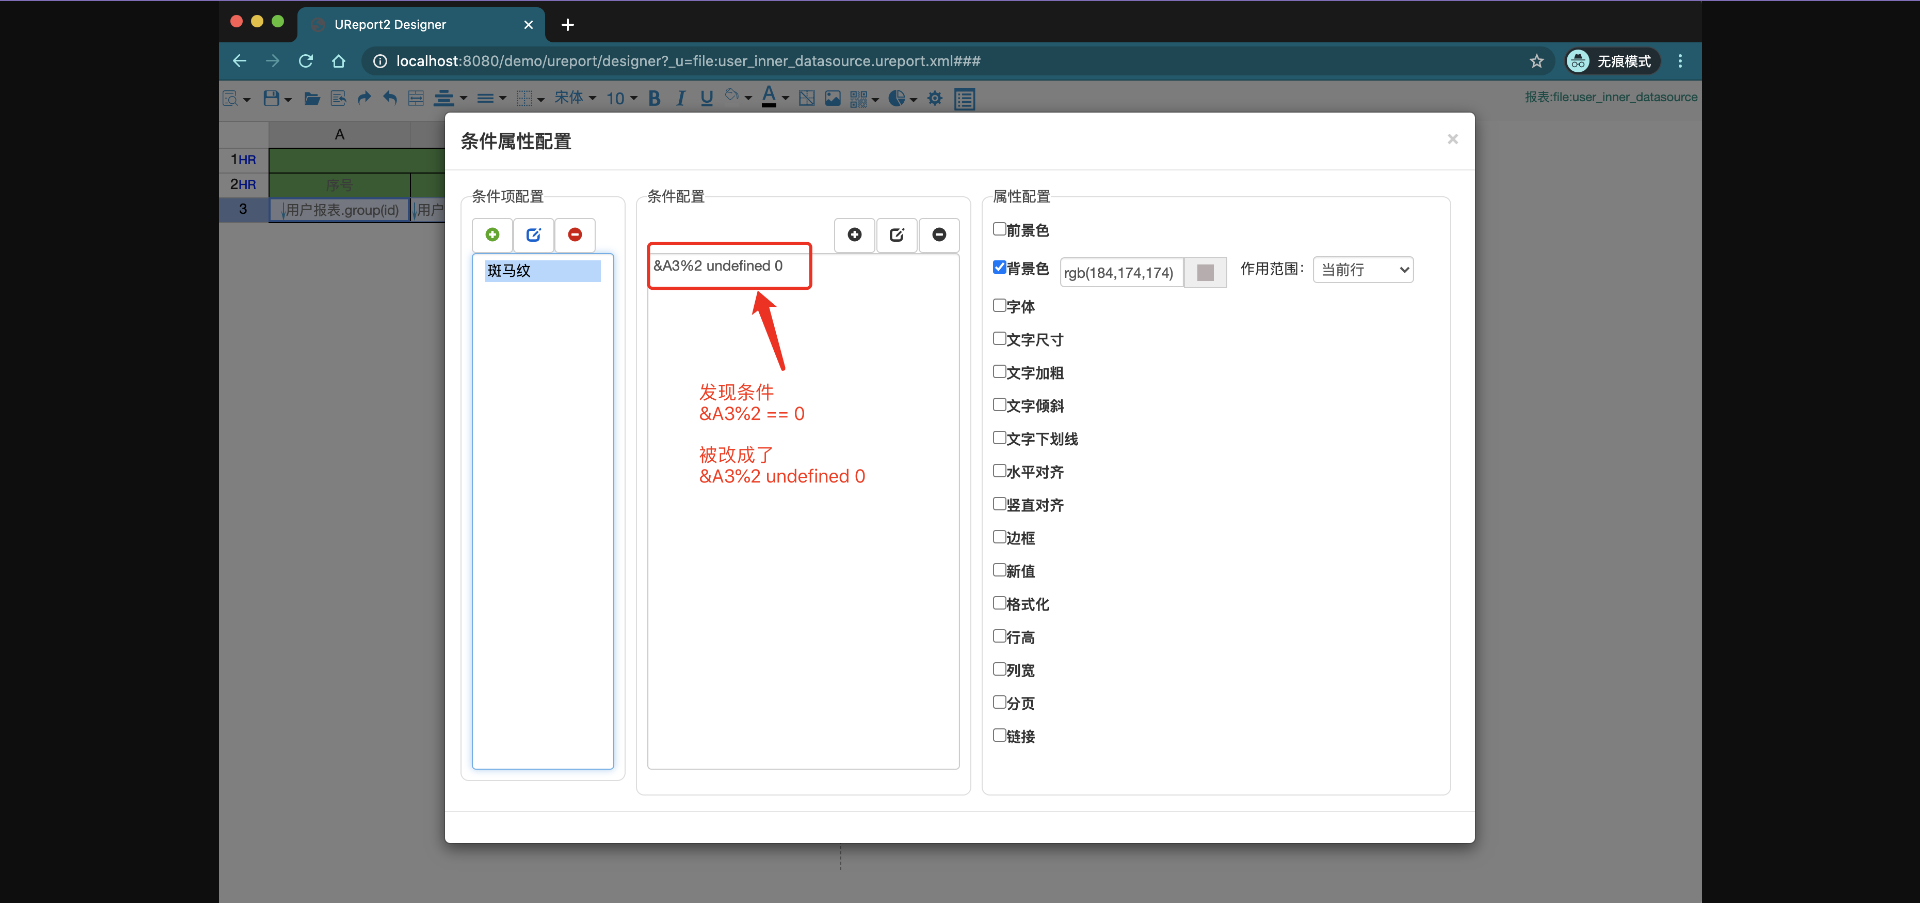 UReport2 Designer
localhost:8080/demo/ureport/designer?_u=file:user_inner_datasource.ureport.xml###
无痕模式
宋体
10
B
I
U
A
报表:file:user_inner_datasource
A
1HR
2HR
序号
3
用户报表.group(id)
用户
条件属性配置
×
条件项配置
斑马纹
条件配置
&A3%2 undefined 0
发现条件
&A3%2 == 0
被改成了
&A3%2 undefined 0
属性配置
前景色
背景色 rgb(184,174,174) 作用范围： 当前行
字体
文字尺寸
文字加粗
文字倾斜
文字下划线
水平对齐
竖直对齐
边框
新值
格式化
行高
列宽
分页
链接